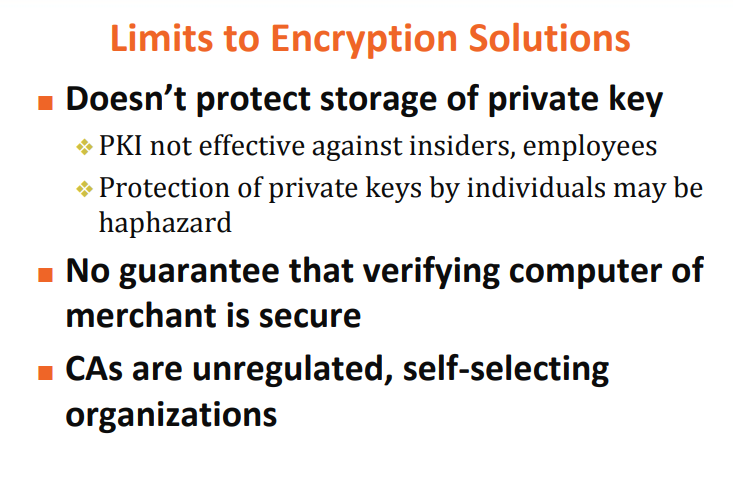 Limits to Encryption Solutions
■ Doesn’t protect storage of private key
❖ PKI not effective against insiders, employees
❖ Protection of private keys by individuals may be
haphazard
■ No guarantee that verifying computer of
merchant is secure
■ CAs are unregulated, self-selecting
organizations